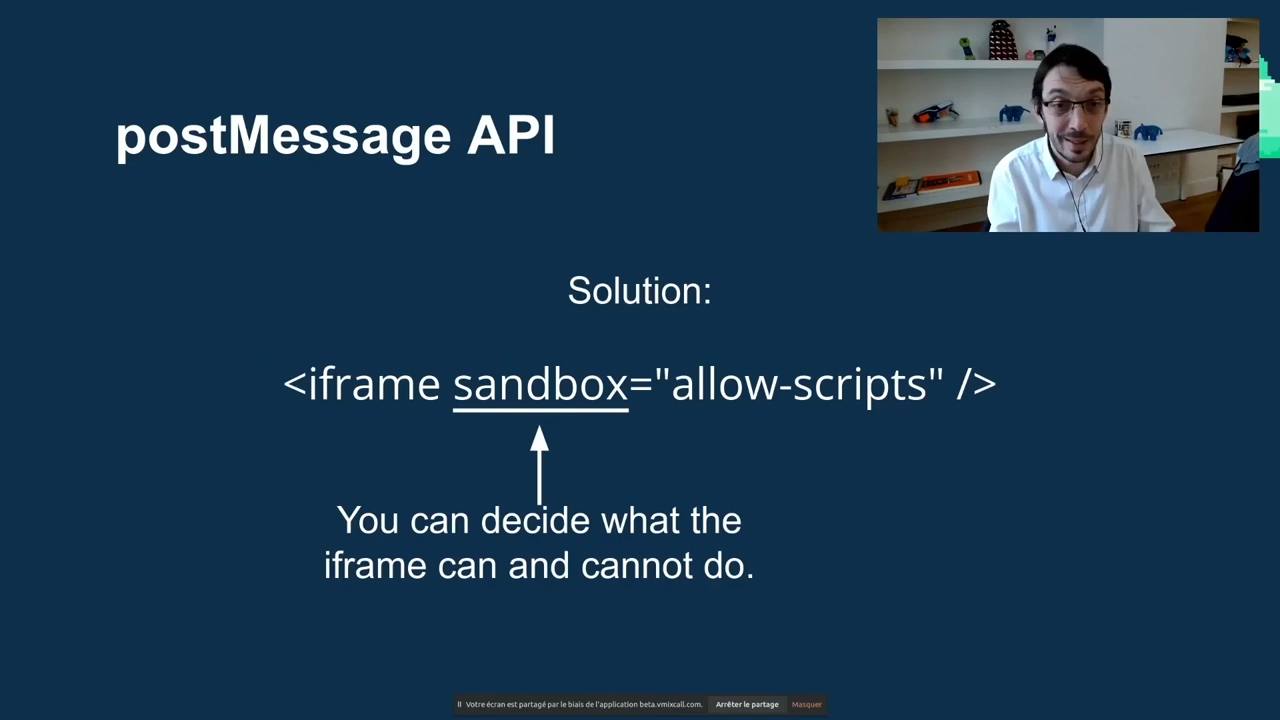 postMessage API
Solution:
<iframe sandbox="allow-scripts" />
You can decide what the
iframe can and cannot do.
Votre écran est partagé par le biais de l'application beta.vmixcall.com. Arrêter le partage Masquer